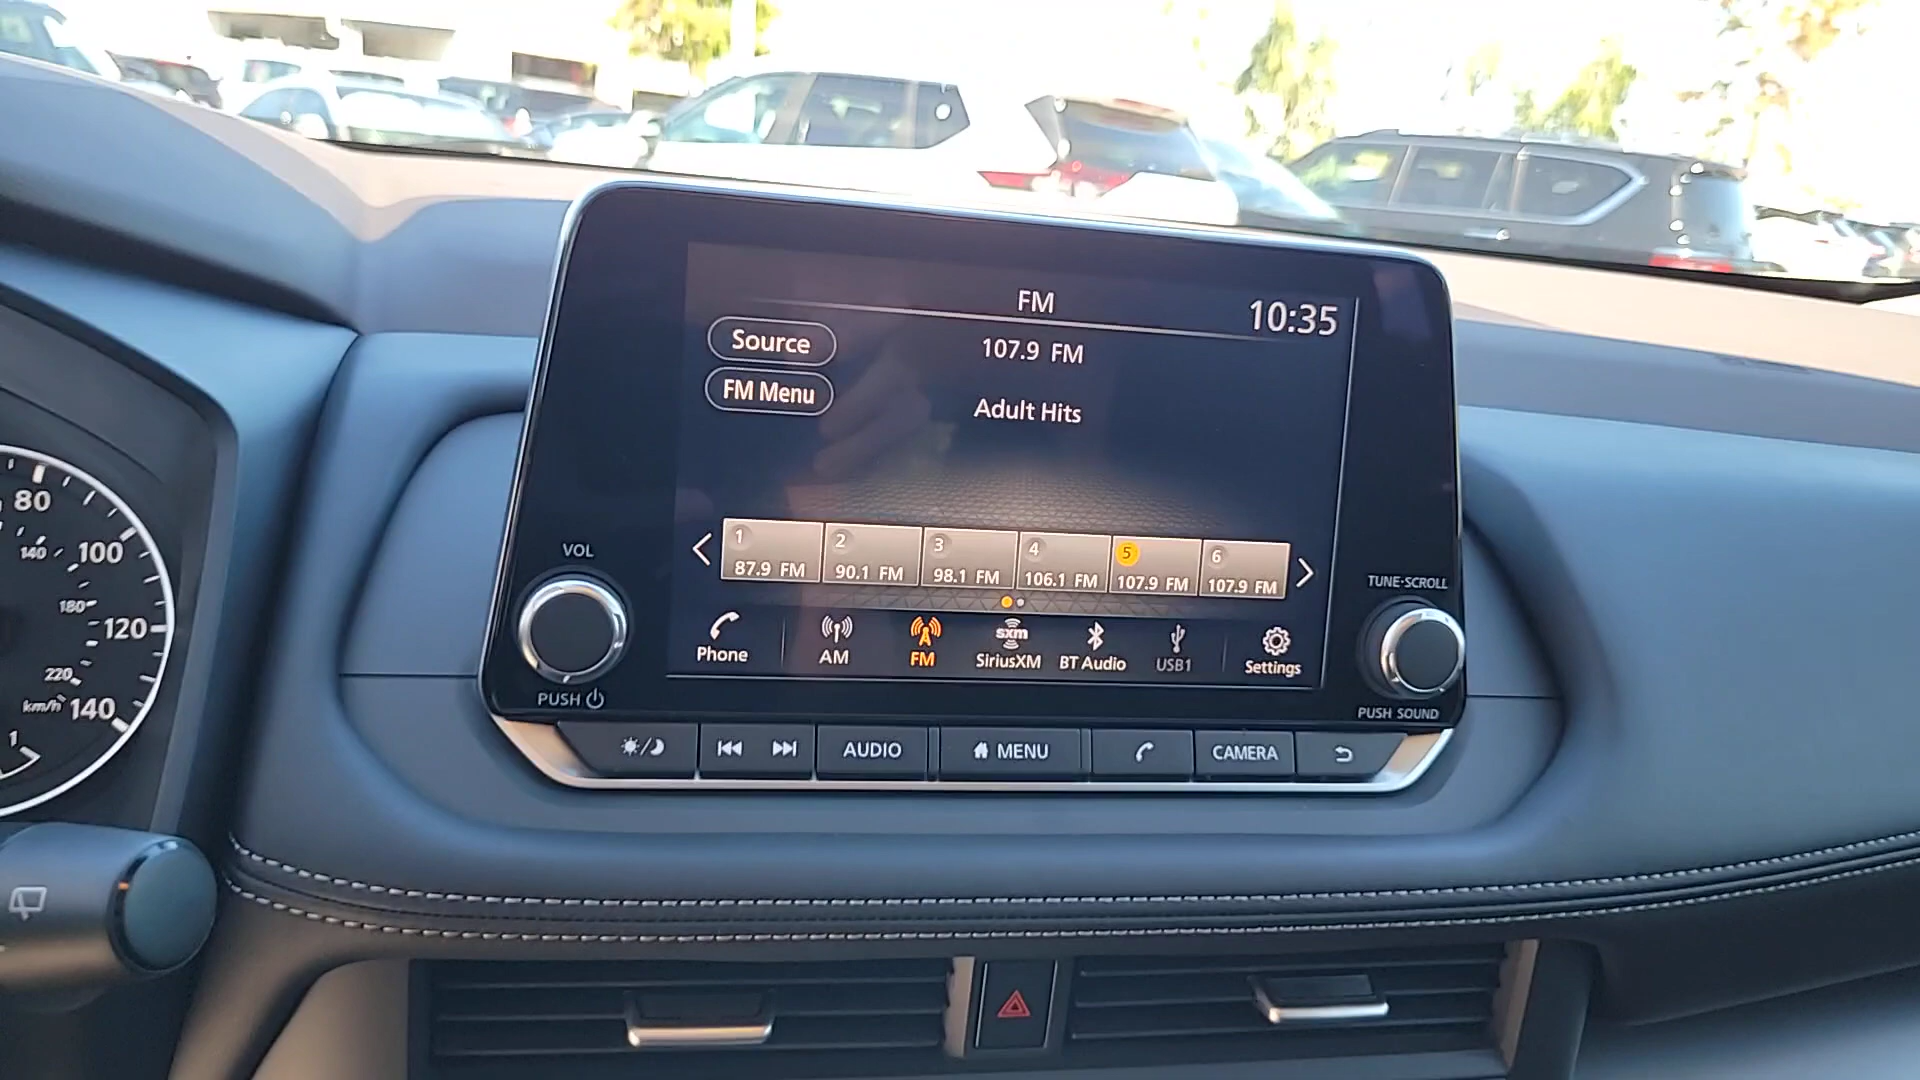 FM
10:35
Source
107.9 FM
FM Menu
Adult Hits
1
2
3
4
5
6
87.9 FM
90.1 FM
98.1 FM
106.1 FM
107.9 FM
107.9 FM
Phone
AM
FM
sxm
SiriusXM
BT Audio
USB1
Settings
VOL
PUSH
TUNE·SCROLL
PUSH SOUND
AUDIO
MENU
CAMERA
80
140
100
180
120
220
km/h
140
1